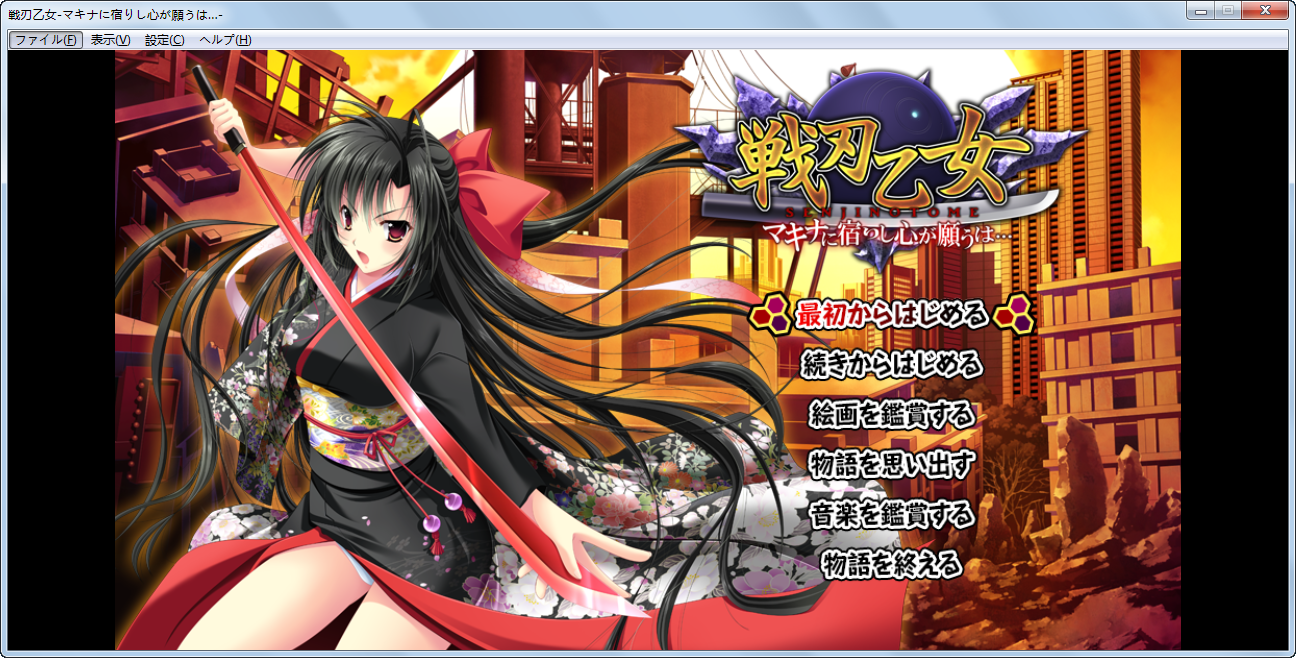 戦刃乙女-マキナに宿りし心が願うは…-
ファイル(F) 表示(V) 設定(C) ヘルプ(H)
戦刃乙女
SENJINOTOME
マキナに宿りし心が願うは…
最初からはじめる
続きからはじめる
絵画を鑑賞する
物語を思い出す
音楽を鑑賞する
物語を終える